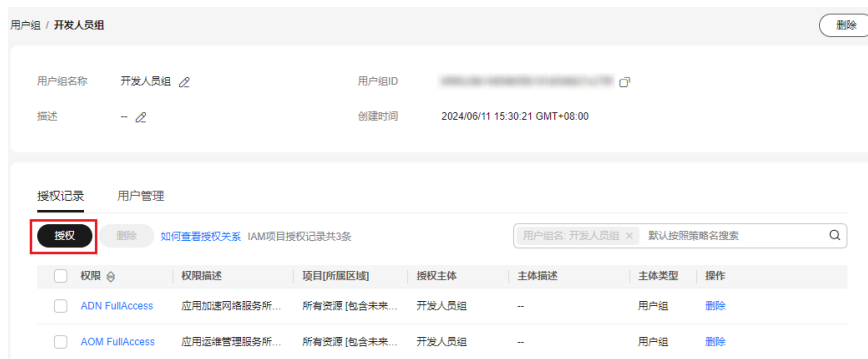 用户组 / 开发人员组
删除
用户组名称 开发人员组 用户组ID
描述 -- 创建时间 2024/06/11 15:30:21 GMT+08:00
授权记录 用户管理
授权 删除 如何查看授权关系 IAM项目授权记录共3条 用户组名: 开发人员组 × 默认按照策略名搜索
权限 权限描述 项目[所属区域] 授权主体 主体描述 主体类型 操作
ADN FullAccess 应用加速网络服务所... 所有资源 [包含未来... 开发人员组 -- 用户组 删除
AOM FullAccess 应用运维管理服务所... 所有资源 [包含未来... 开发人员组 -- 用户组 删除